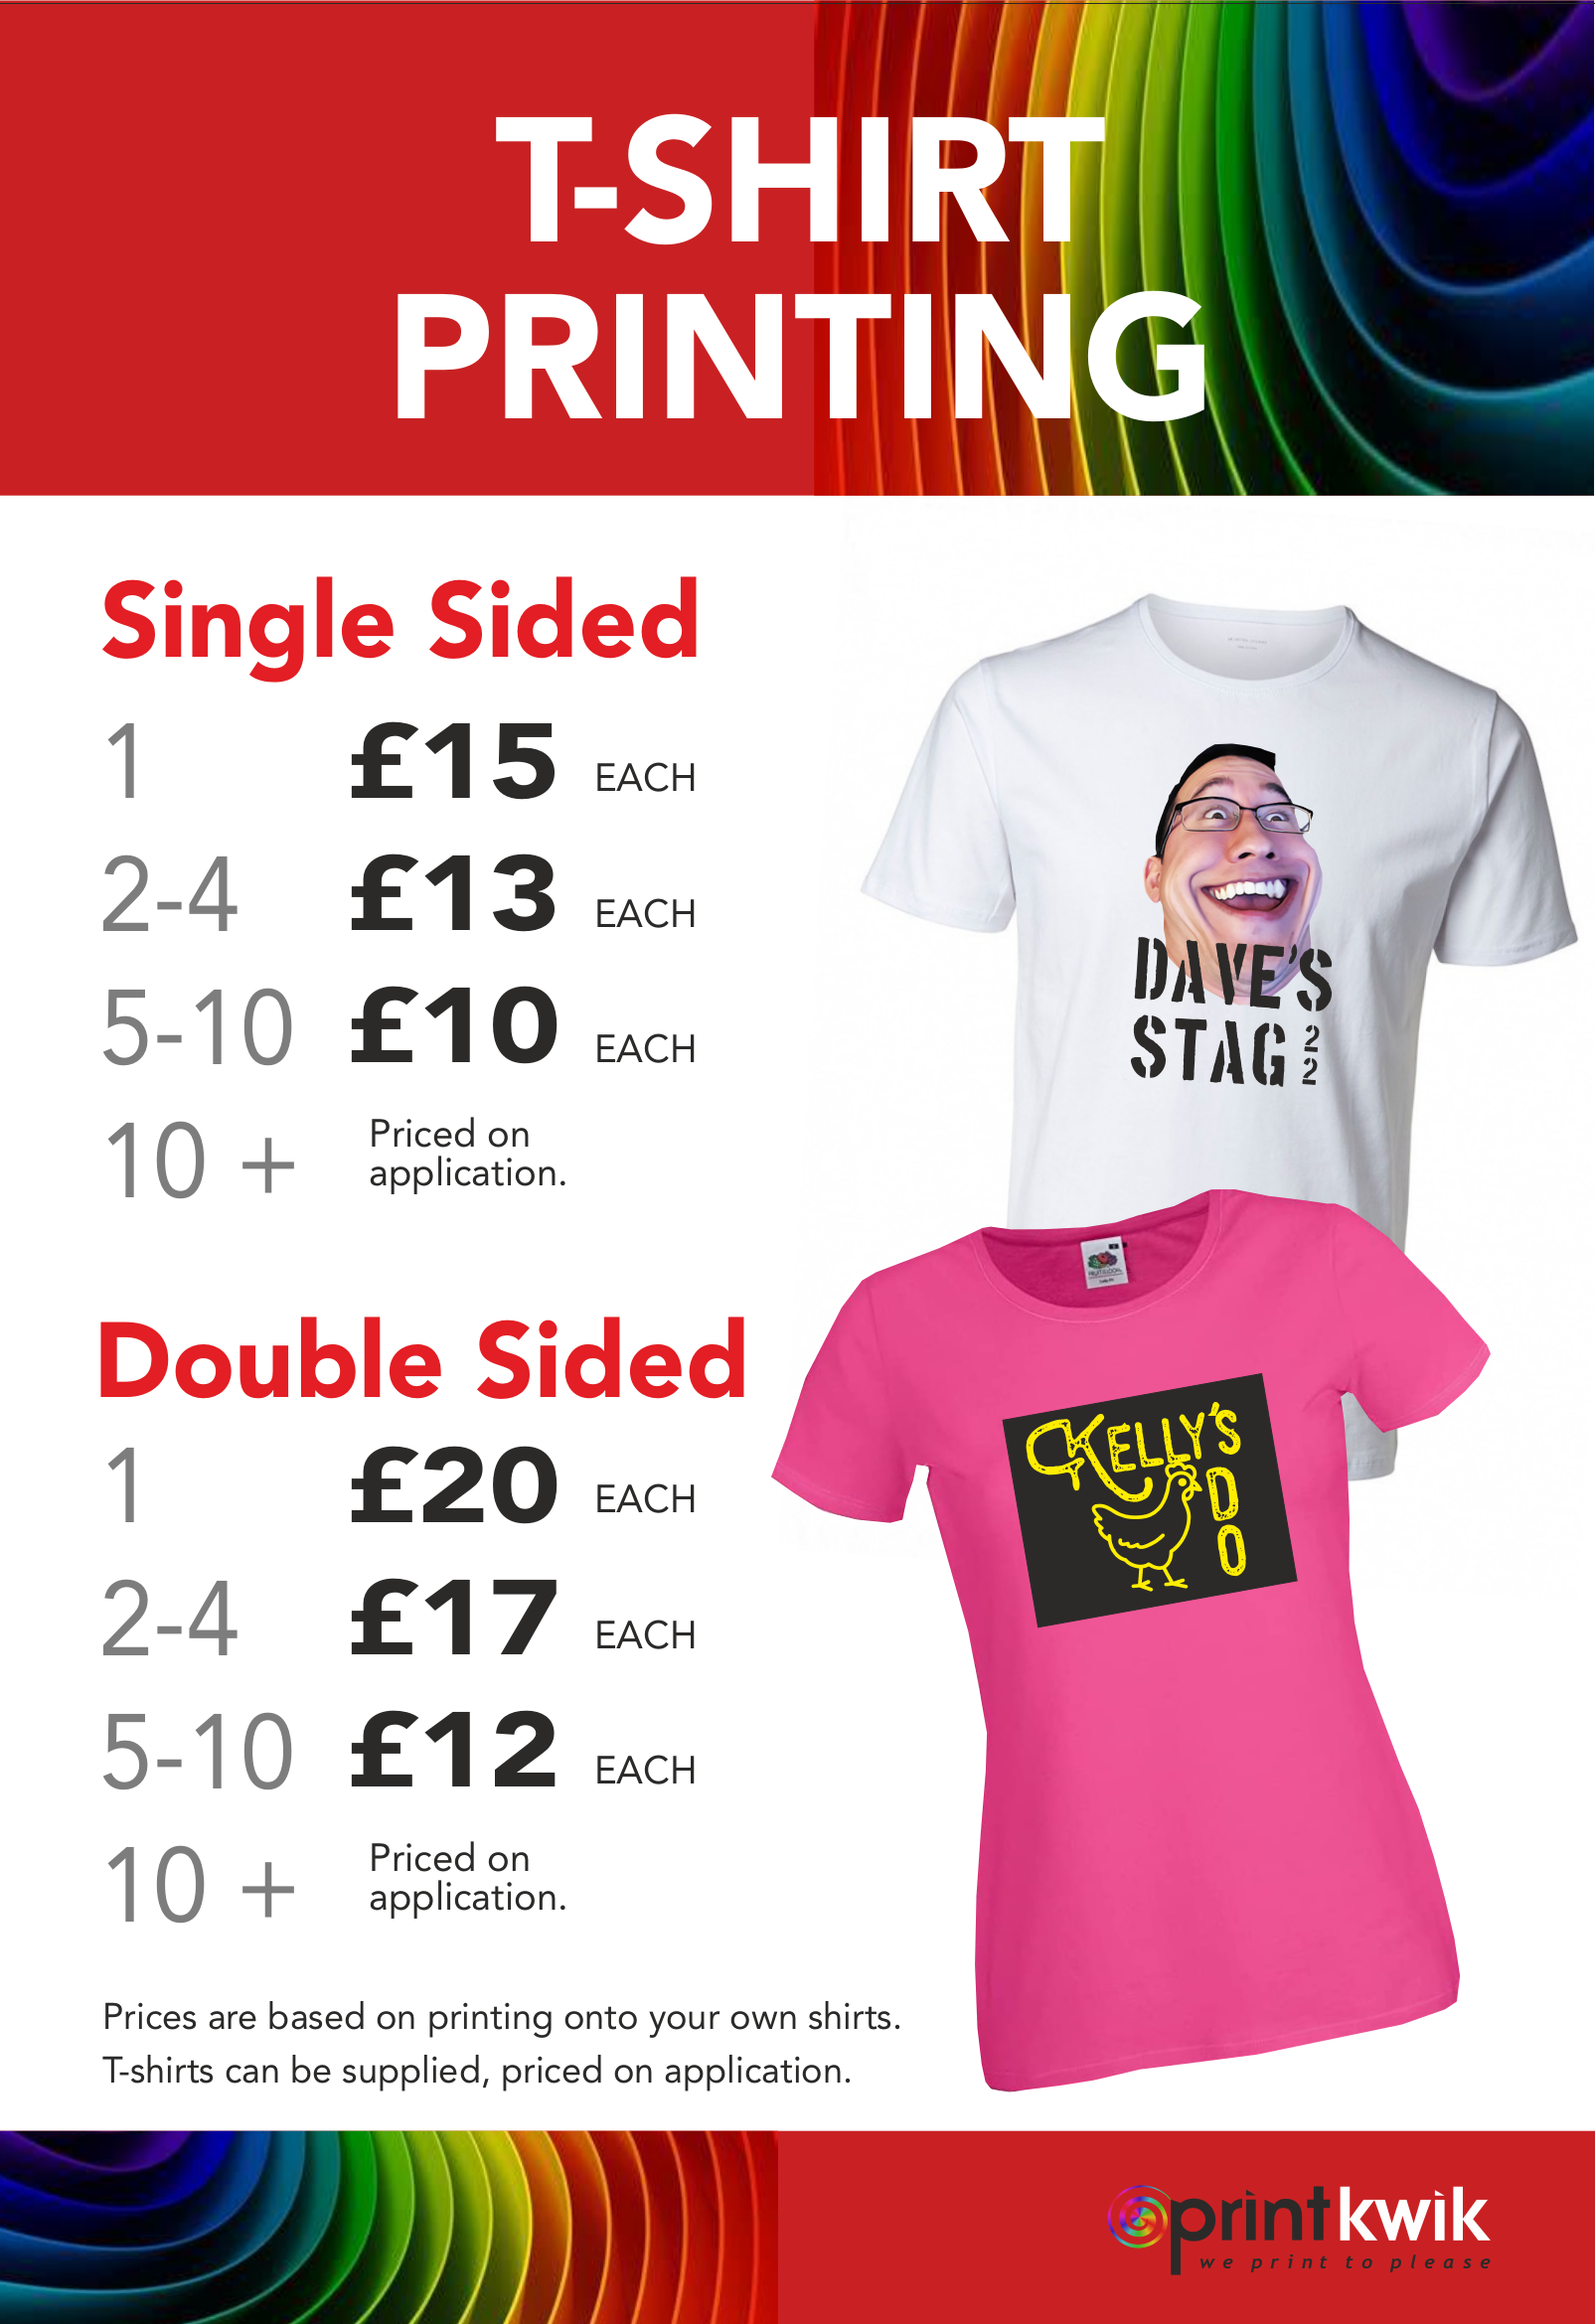 T-SHIRT
PRINTING
Single Sided
1 £15 EACH
2-4 £13 EACH
5-10 £10 EACH
10 + Priced on
application.
DAVE'S
STAG 22
Double Sided
1 £20 EACH
2-4 £17 EACH
5-10 £12 EACH
10 + Priced on
application.
KELLY'S
DO
Prices are based on printing onto your own shirts.
T-shirts can be supplied, priced on application.
printkwik
we print to please